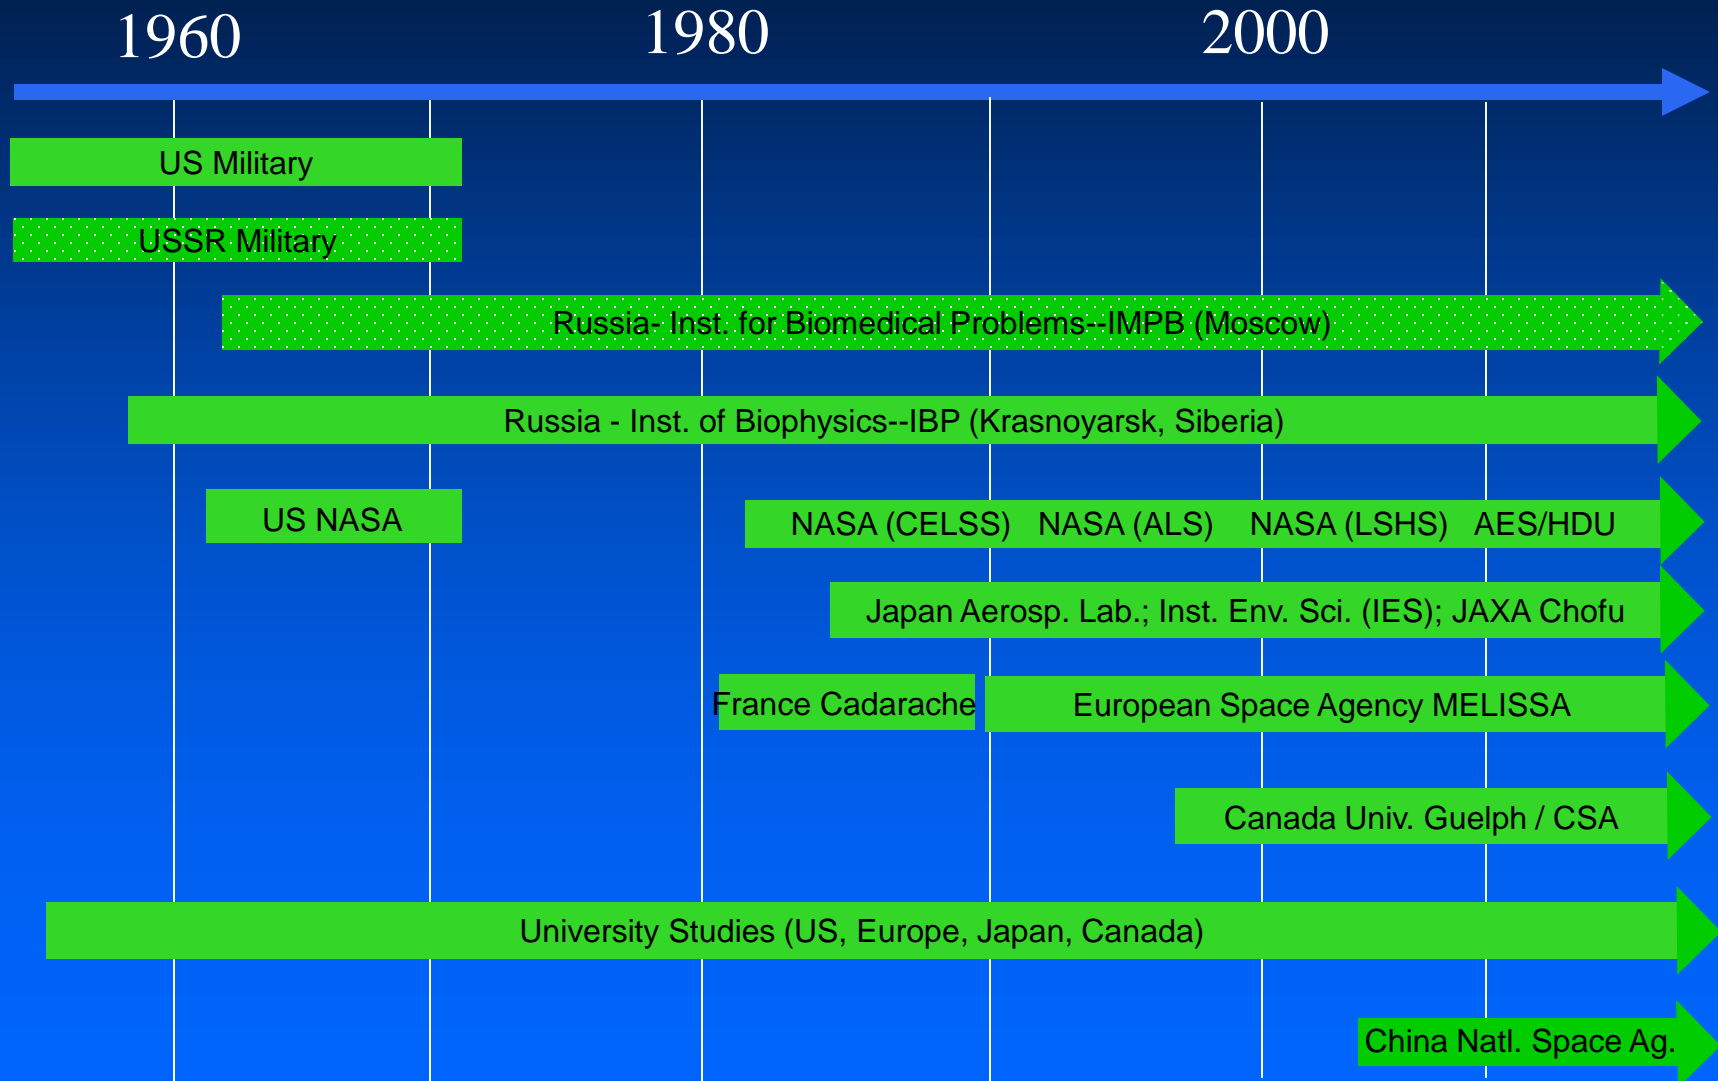 1960 1980 2000
US Military
USSR Military
Russia- Inst. for Biomedical Problems--IMPB (Moscow)
Russia - Inst. of Biophysics--IBP (Krasnoyarsk, Siberia)
US NASA
NASA (CELSS) NASA (ALS) NASA (LSHS) AES/HDU
Japan Aerosp. Lab.; Inst. Env. Sci. (IES); JAXA Chofu
France Cadarache
European Space Agency MELISSA
Canada Univ. Guelph / CSA
University Studies (US, Europe, Japan, Canada)
China Natl. Space Ag.